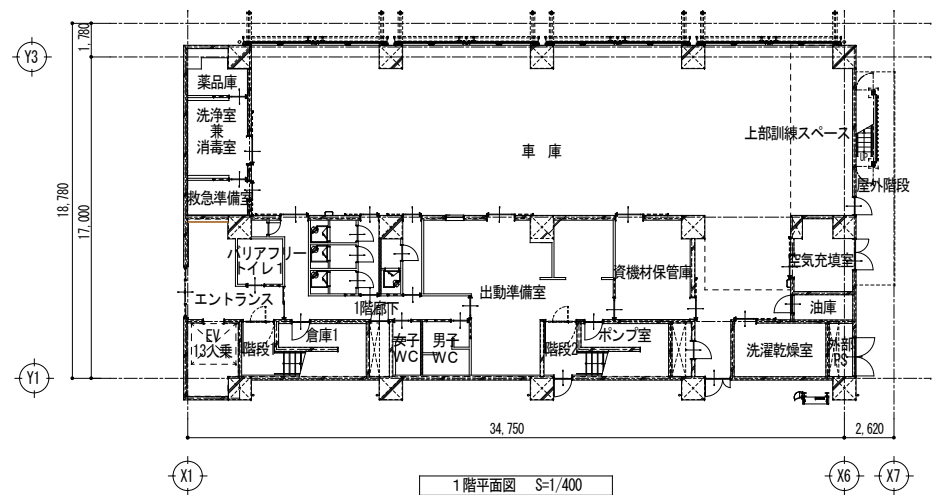 1,780
Y3
薬品庫
洗浄室
兼
消毒室
車 庫
上部訓練スペース
18,780
17,000
救急準備室
屋外階段
バリアフリー
トイレ1
空気充填室
資機材保管庫
出動準備室
エントランス
1階廊下
油庫
EV
13人乗
階段1
倉庫1
女子
WC
男子
WC
階段2
ポンプ室
洗濯乾燥室
外部
PS
Y1
34,750
2,620
X1
X6
X7
1階平面図 S=1/400